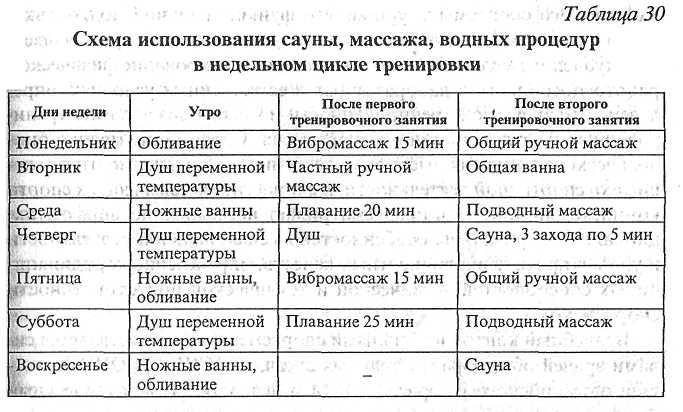 Таблица 30
Схема использования сауны, массажа, водных процедур
в недельном цикле тренировки
Дни недели | Утро | После первого тренировочного занятия | После второго тренировочного занятия
Понедельник | Обливание | Вибромассаж 15 мин | Общий ручной массаж
Вторник | Душ переменной температуры | Частный ручной массаж | Общая ванна
Среда | Ножные ванны | Плавание 20 мин | Подводный массаж
Четверг | Душ переменной температуры | Душ | Сауна, 3 захода по 5 мин
Пятница | Ножные ванны, обливание | Вибромассаж 15 мин | Общий ручной массаж
Суббота | Душ переменной температуры | Плавание 25 мин | Подводный массаж
Воскресенье | Ножные ванны, обливание | – | Сауна